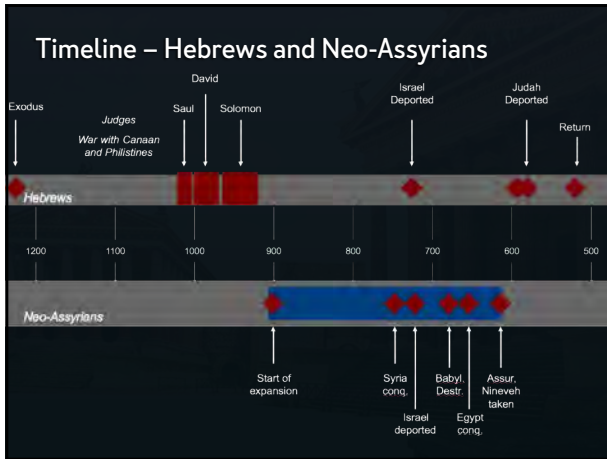 Timeline – Hebrews and Neo-Assyrians
David
Exodus
Judges
War with Canaan
and Philistines
Saul
Solomon
Israel
Deported
Judah
Deported
Return
Hebrews
1200
1100
1000
900
800
700
600
500
Neo-Assyrians
Start of
expansion
Syria
conq.
Israel
deported
Babyl.
Destr.
Egypt
conq.
Assur,
Nineveh
taken